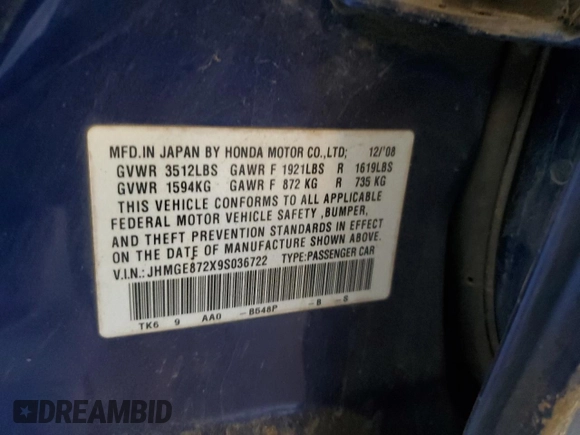 MFD.IN JAPAN BY HONDA MOTOR CO.,LTD; 12/'08
GVWR 3512LBS GAWR F 1921LBS R 1619LBS
GVWR 1594KG GAWR F 872 KG R 735 KG
THIS VEHICLE CONFORMS TO ALL APPLICABLE
FEDERAL MOTOR VEHICLE SAFETY ,BUMPER,
AND THEFT PREVENTION STANDARDS IN EFFECT
ON THE DATE OF MANUFACTURE SHOWN ABOVE.
V.I.N.: JHMGE872X9S036722 TYPE:PASSENGER CAR
TK6 9 AA0 -B548P -B -S
DREAMBID